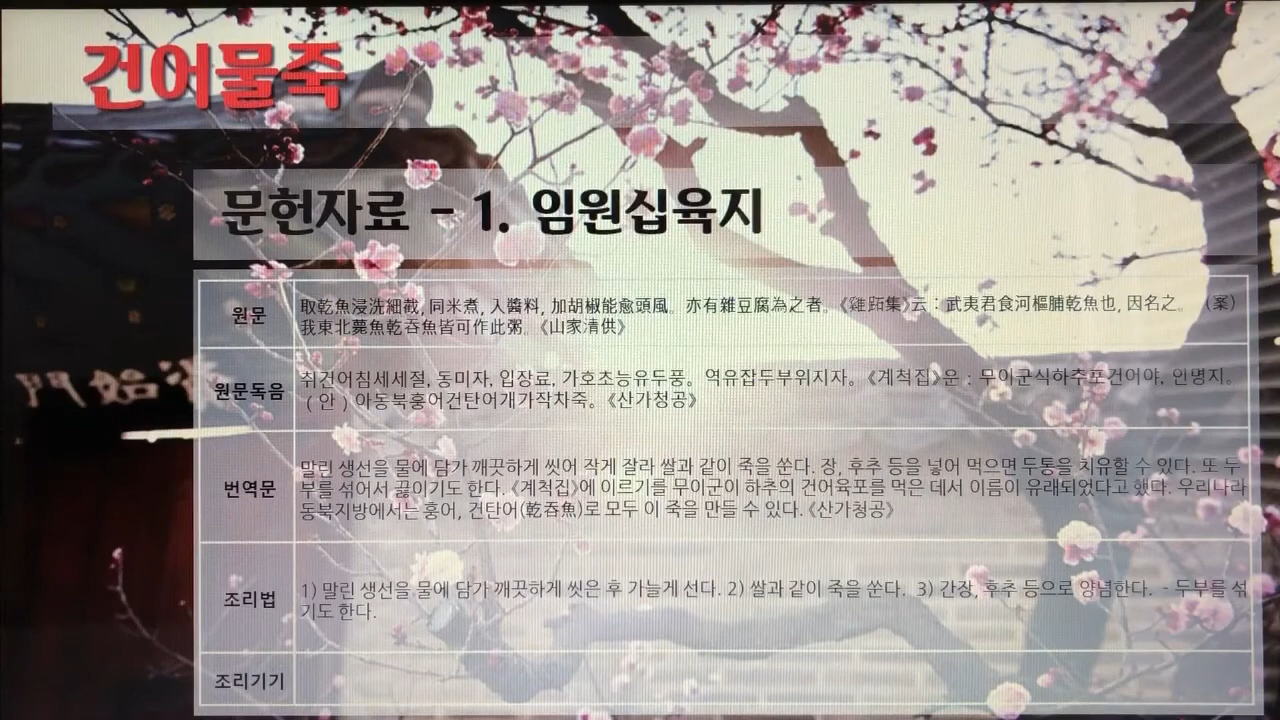 건어물죽
문헌자료 - 1. 임원십육지
원문
取乾魚浸洗細截, 同米煮, 入醬料, 加胡椒能愈頭風。亦有雜豆腐為之者。《雞跖集》云：武夷君食河樞脯乾魚也, 因名之。（案）
我東北薨魚乾呑魚皆可作此粥。《山家清供》
원문독음
취건어침세세절, 동미자, 입장료, 가호초능유두풍。 역유잡두부위지자。《계척집》운 : 무이군식하추포건어야, 인명지。
( 안 ) 아동북홍어건탄어개가작차죽。《산가청공》
번역문
말린 생선을 물에 담가 깨끗하게 씻어 작게 잘라 쌀과 같이 죽을 쑨다. 장, 후추 등을 넣어 먹으면 두통을 치유할 수 있다. 또 두
부를 섞어서 끓이기도 한다.《계척집》에 이르기를 무이군이 하추의 건어육포를 먹은 데서 이름이 유래되었다고 했다. 우리나라
동북지방에서는 홍어, 건탄어(乾呑魚)로 모두 이 죽을 만들 수 있다.《산가청공》
조리법
1) 말린 생선을 물에 담가 깨끗하게 씻은 후 가늘게 선다. 2) 쌀과 같이 죽을 쑨다. 3) 간장, 후추 등으로 양념한다. - 두부를 섞
기도 한다.
조리기기